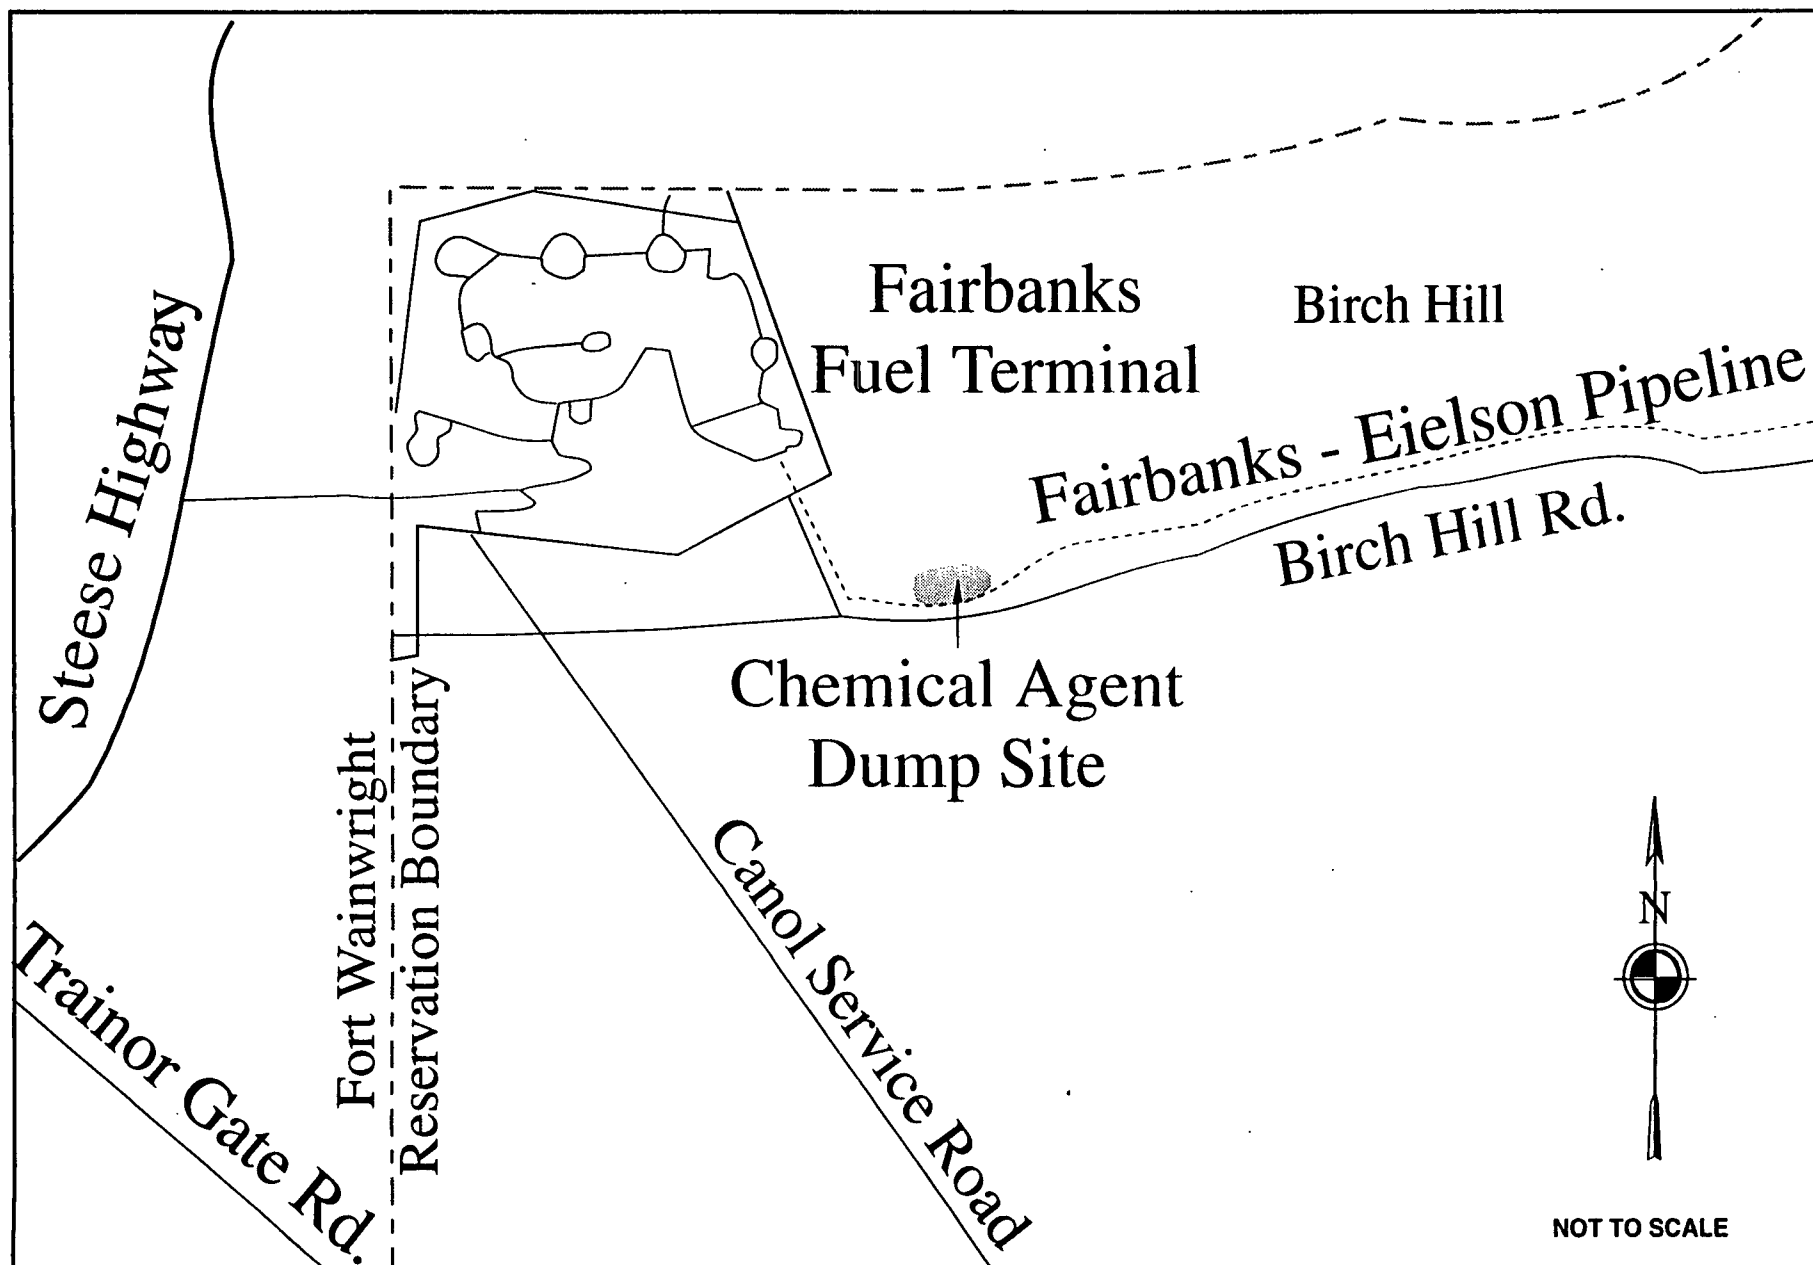 Fairbanks
Fuel Terminal
Birch Hill
Steese Highway
Fairbanks - Eielson Pipeline
Birch Hill Rd.
Chemical Agent
Dump Site
Fort Wainwright
Reservation Boundary
Canol Service Road
Trainor Gate Rd.
N
NOT TO SCALE